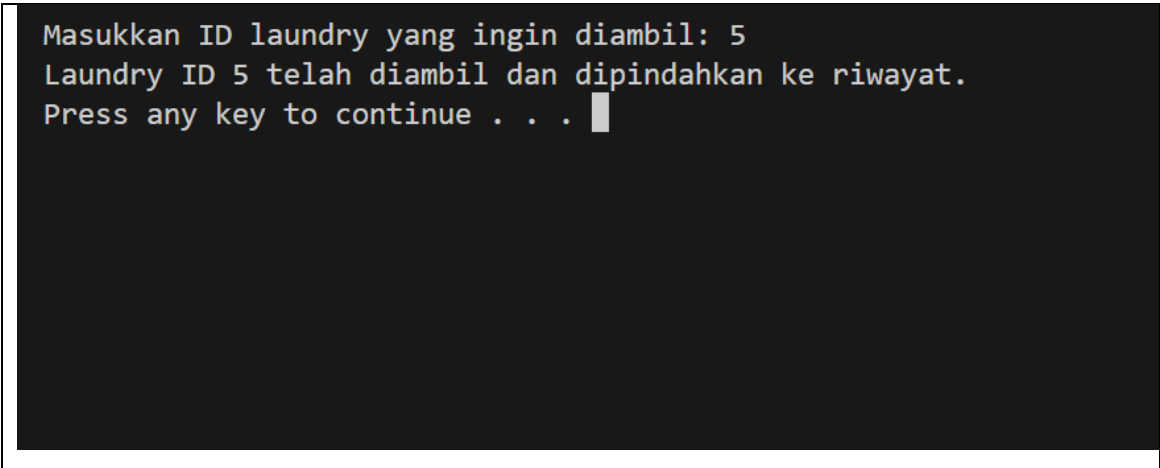 Masukkan ID laundry yang ingin diambil: 5
Laundry ID 5 telah diambil dan dipindahkan ke riwayat.
Press any key to continue . . .